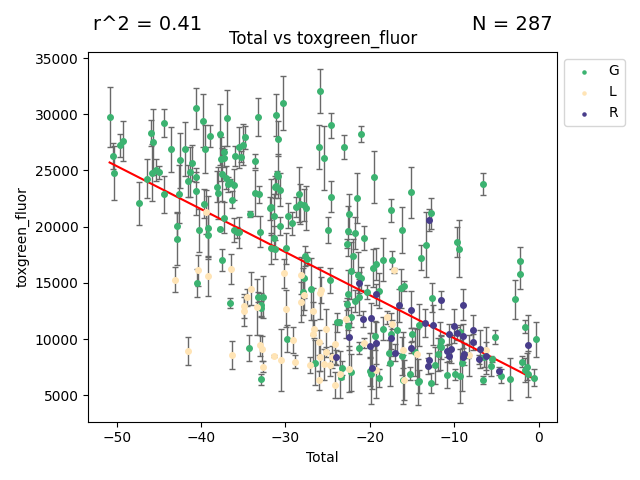 r^2 = 0.41 N = 287
Total vs toxgreen_fluor
35000
30000
25000
20000
15000
10000
5000
toxgreen_fluor
−50 −40 −30 −20 −10 0
Total
G
L
R